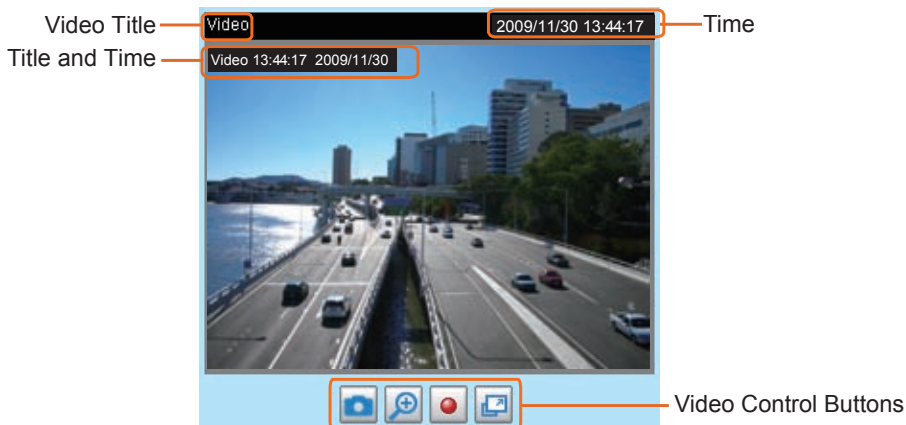 Video Title
Video
2009/11/30 13:44:17
Time
Title and Time
Video 13:44:17 2009/11/30
Video Control Buttons